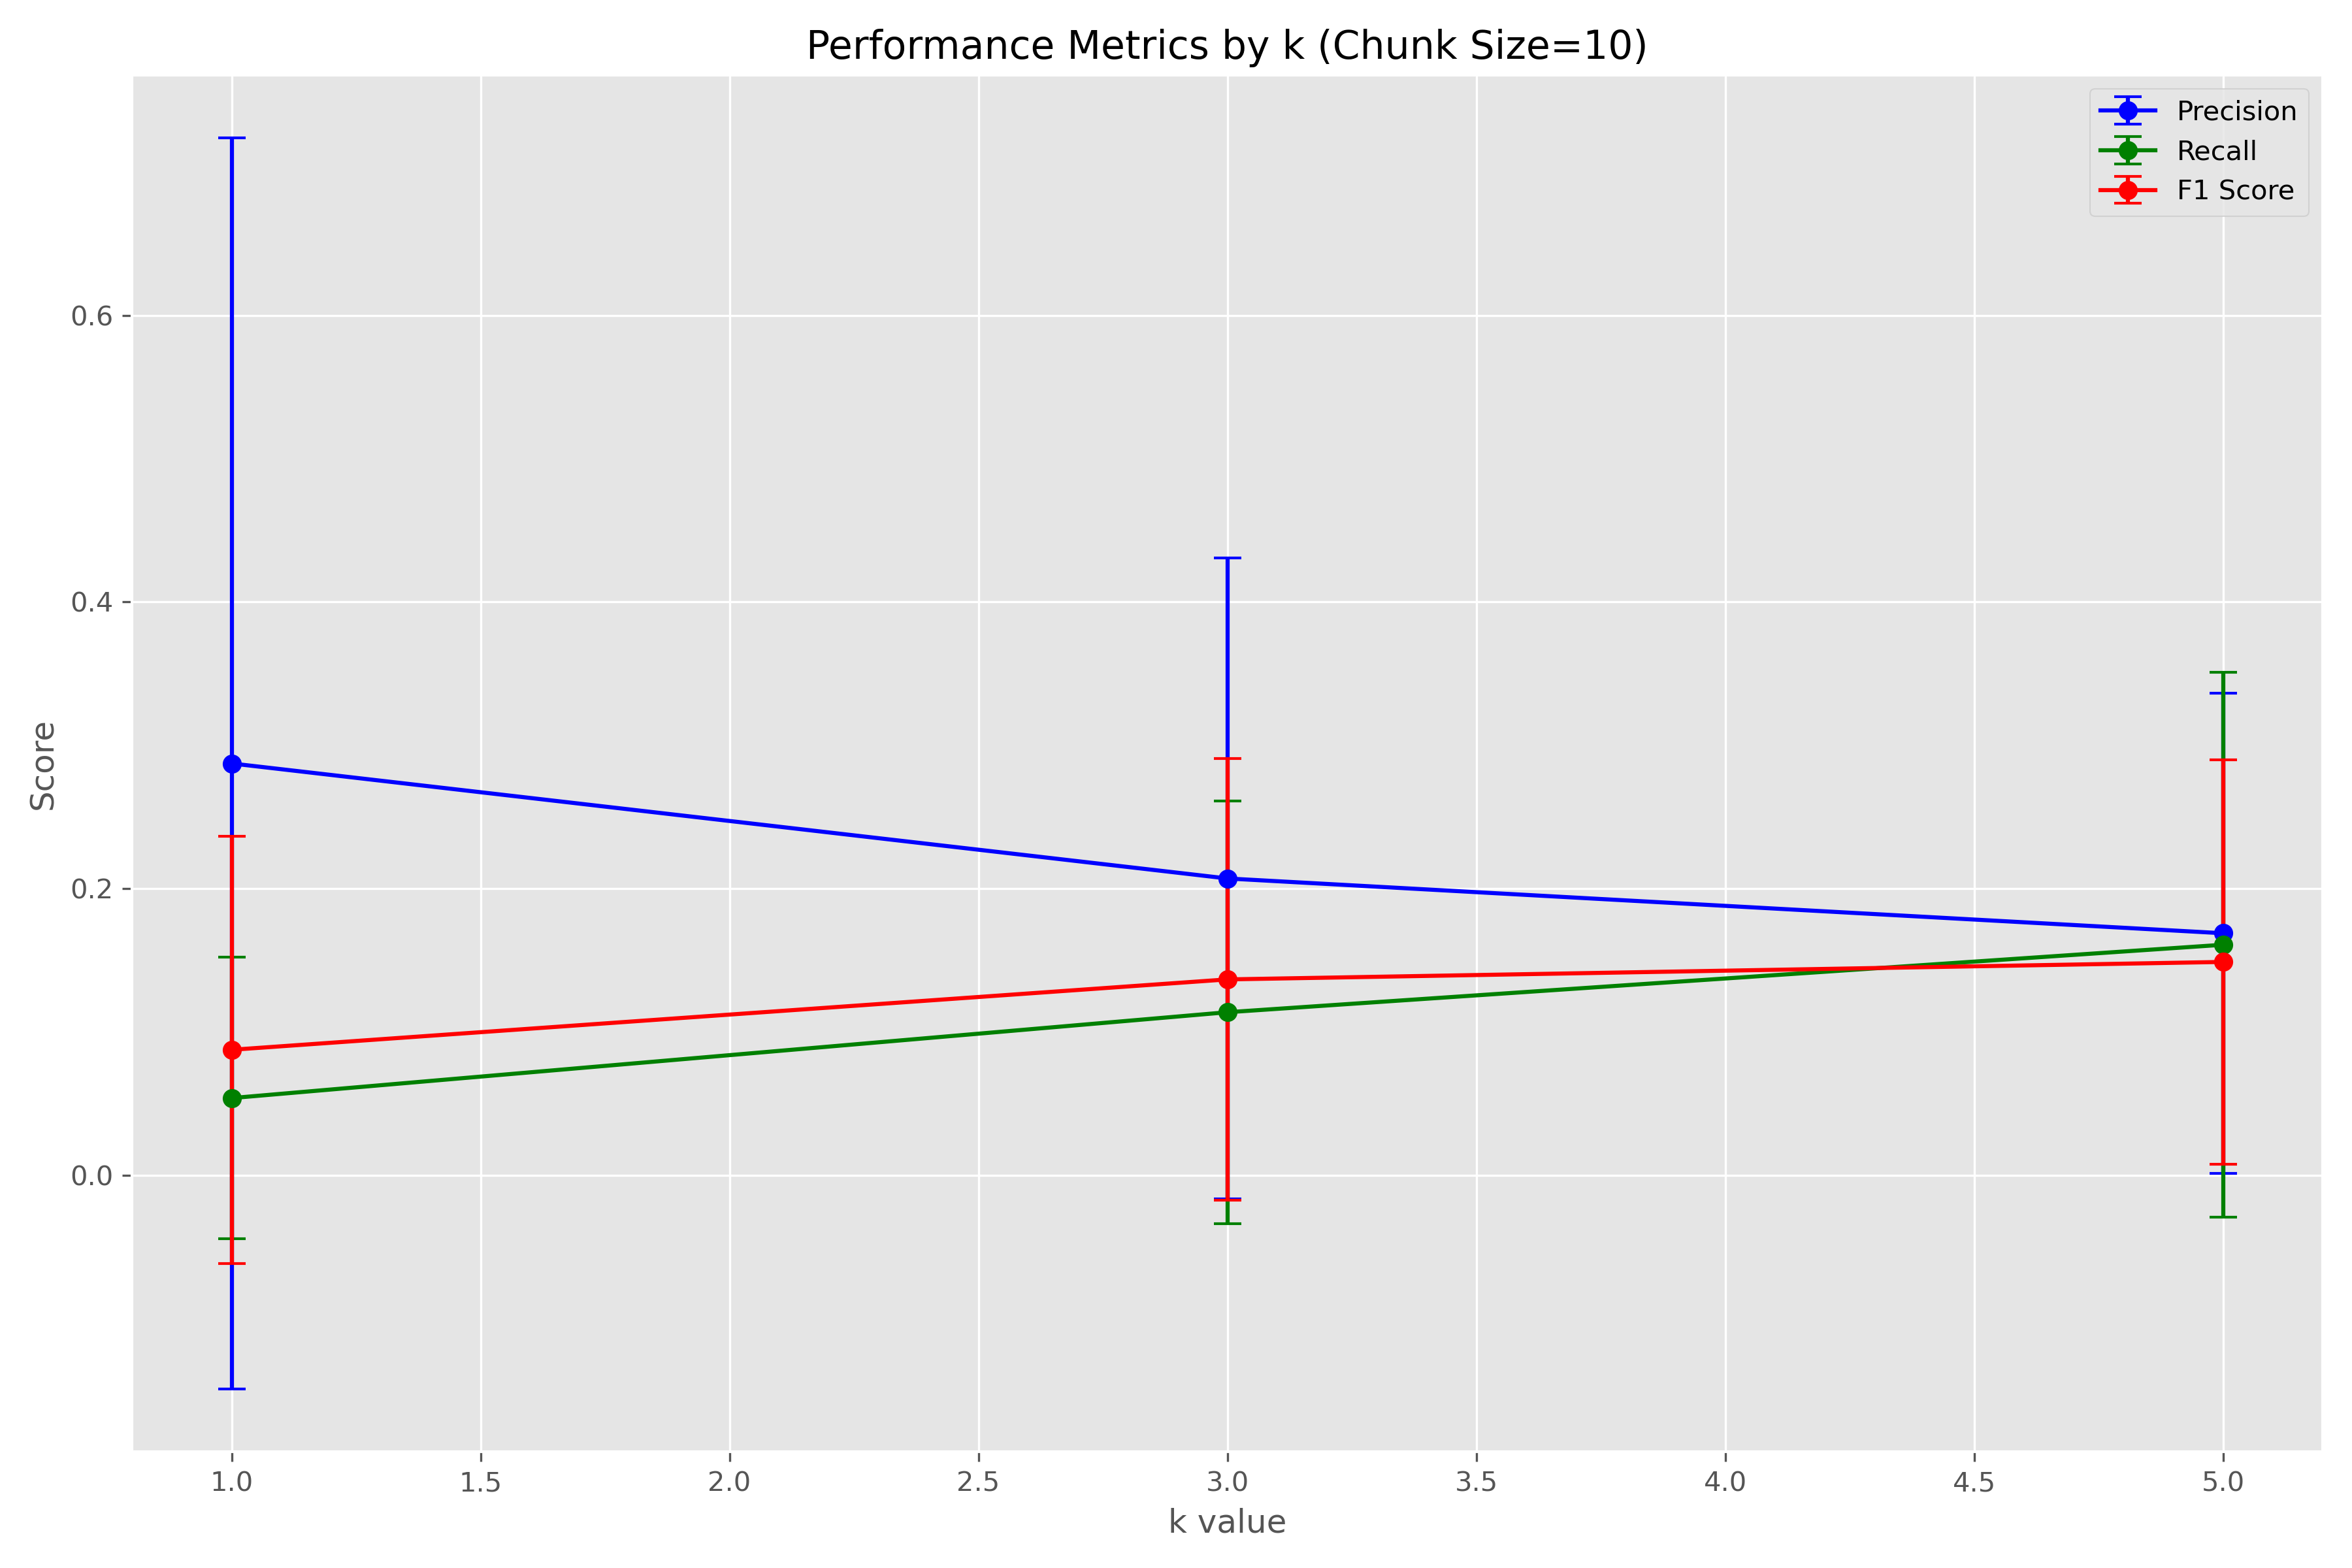 Performance Metrics by k (Chunk Size=10)
Precision
Recall
F1 Score
0.6
0.4
0.2
0.0
Score
1.0 1.5 2.0 2.5 3.0 3.5 4.0 4.5 5.0
k value